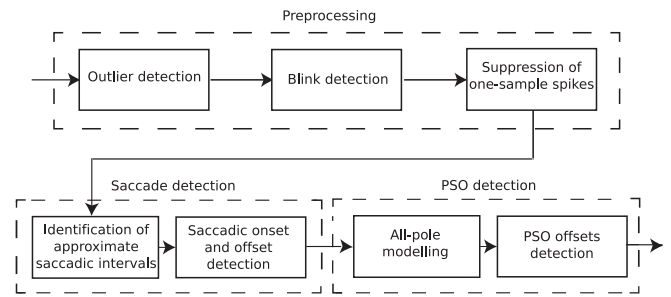 Preprocessing
Outlier detection
Blink detection
Suppression of
one-sample spikes
Saccade detection
PSO detection
Identification of
approximate
saccadic intervals
Saccadic onset
and offset
detection
All-pole
modelling
PSO offsets
detection